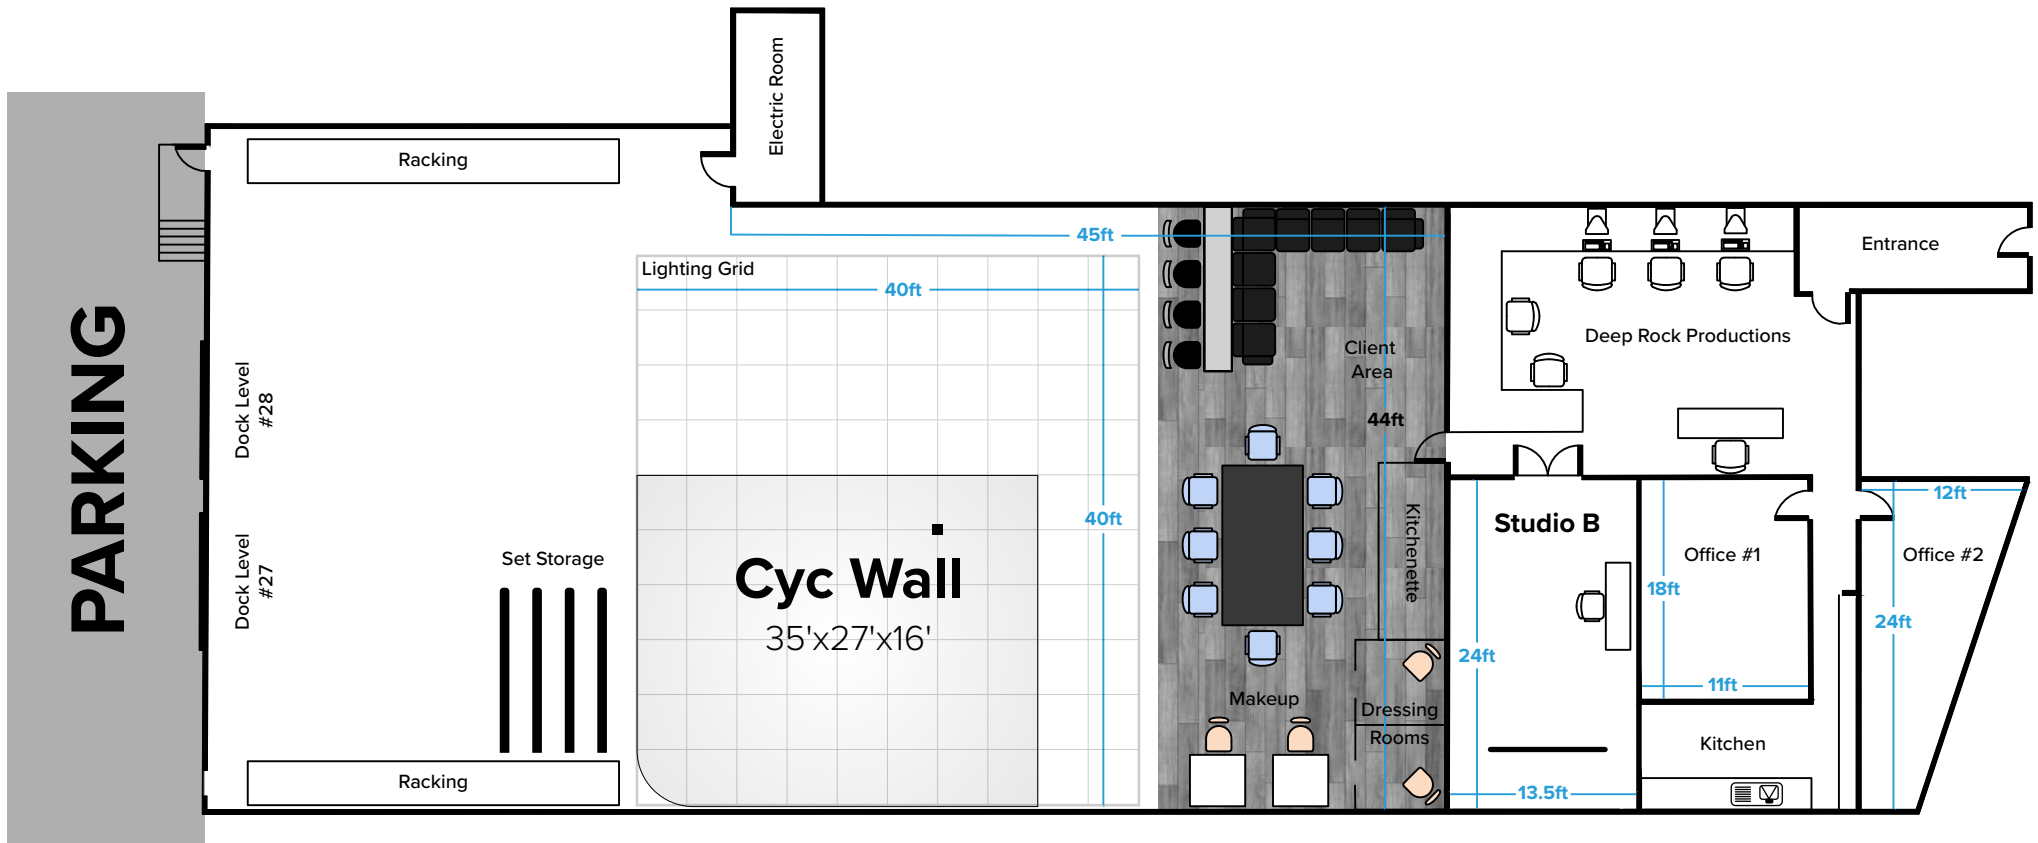 Electric Room
Racking
45ft
Entrance
Lighting Grid
40ft
PARKING
Deep Rock Productions
Client
Area
Dock Level
#28
44ft
12ft
40ft
Studio B
Kitchenette
Office #1
Office #2
Set Storage
Dock Level
#27
Cyc Wall
35'x27'x16'
18ft
24ft
24ft
11ft
Makeup
Dressing
Rooms
Kitchen
Racking
13.5ft